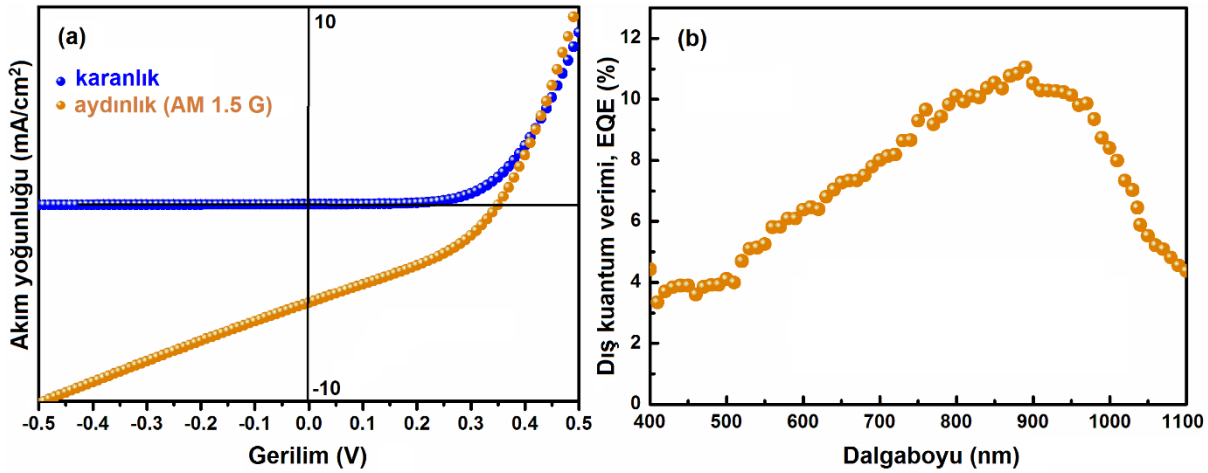 (a)
karanlık
aydınlık (AM 1.5 G)
Akım yoğunluğu (mA/cm²)
10
-10
-0.5 -0.4 -0.3 -0.2 -0.1 0.0 0.1 0.2 0.3 0.4 0.5
Gerilim (V)
(b)
Dış kuantum verimi, EQE (%)
12
10
8
6
4
2
0
400 500 600 700 800 900 1000 1100
Dalgaboyu (nm)